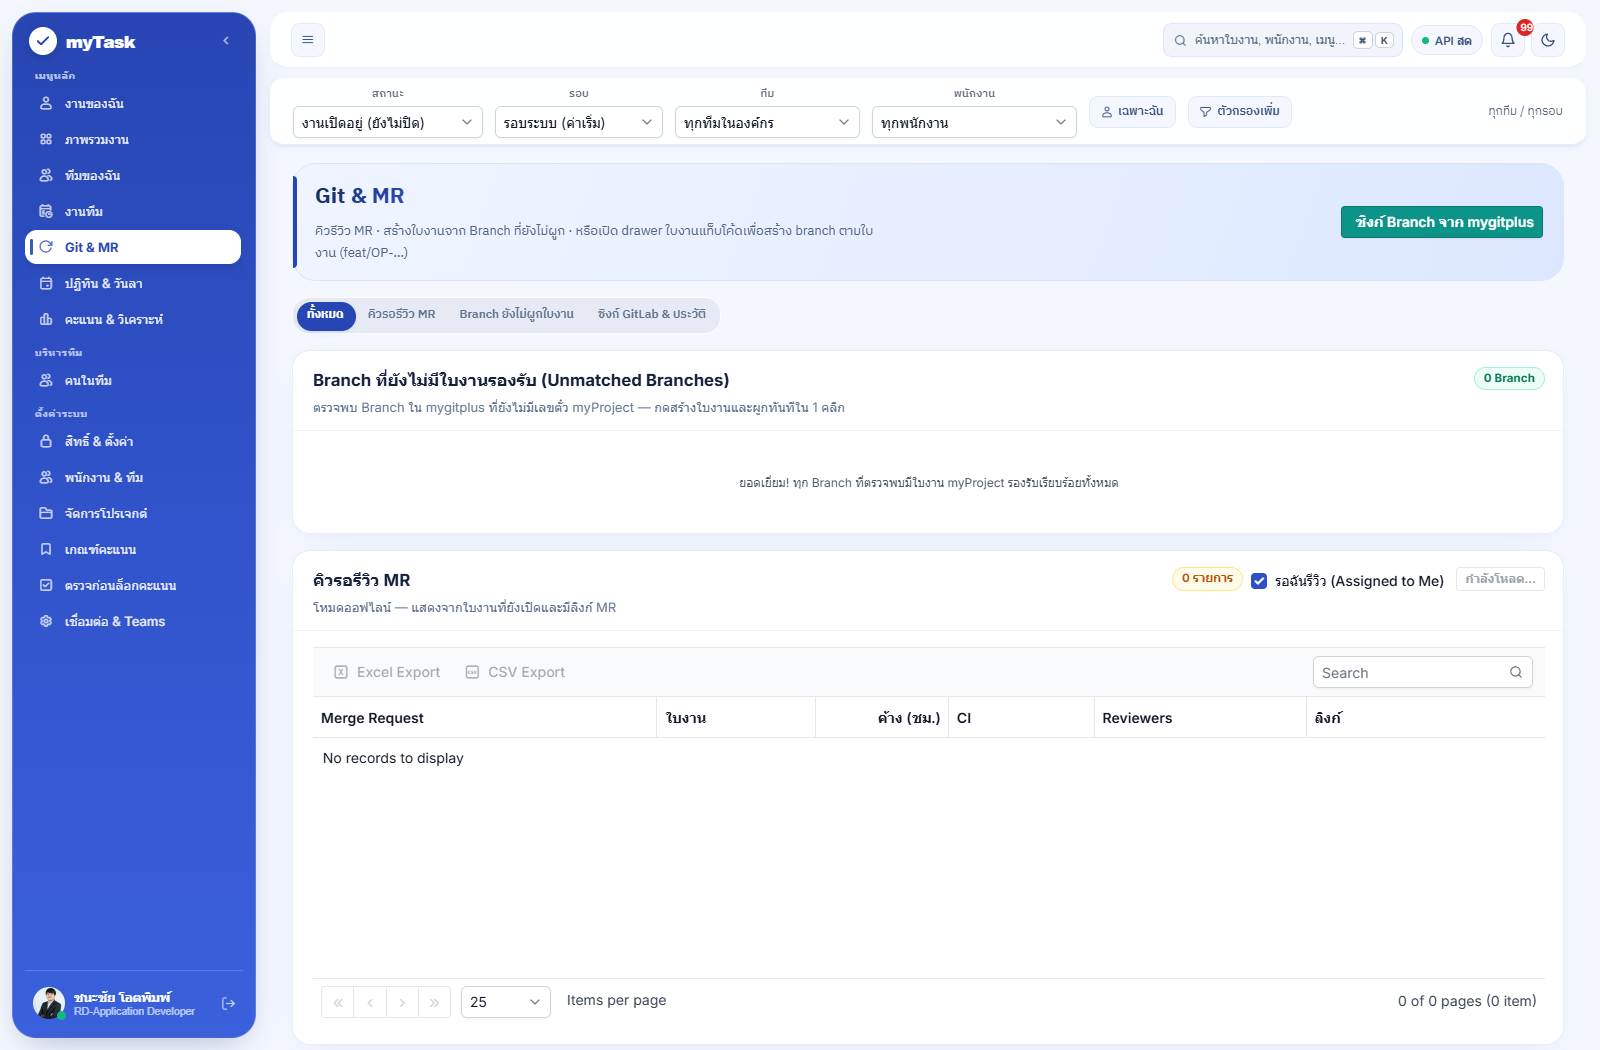 myTask
เมนูหลัก
งานของฉัน
ภาพรวมงาน
ทีมของฉัน
งานทีม
Git & MR
ปฏิทิน & วันลา
คะแนน & วิเคราะห์
บริหารทีม
คนในทีม
ตั้งค่าระบบ
สิทธิ์ & ตั้งค่า
พนักงาน & ทีม
จัดการโปรเจกต์
เกณฑ์คะแนน
ตรวจก่อนล็อกคะแนน
เชื่อมต่อ & Teams
ชนะชัย โอตพิมพ์
RD-Application Developer
ค้นหาใบงาน, พนักงาน, เมนู... ⌘ K
API สด
99
สถานะ รอบ ทีม พนักงาน
งานเปิดอยู่ (ยังไม่ปิด) รอบระบบ (ค่าเริ่ม) ทุกทีมในองค์กร ทุกพนักงาน เฉพาะฉัน ตัวกรองเพิ่ม ทุกทีม / ทุกรอบ
Git & MR
คิวรีวิว MR · สร้างใบงานจาก Branch ที่ยังไม่ผูก · หรือเปิด drawer ใบงานแท็บโค้ดเพื่อสร้าง branch ตามใบ
งาน (feat/OP-...)
ซิงก์ Branch จาก mygitplus
ทั้งหมด คิวรอรีวิว MR Branch ยังไม่ผูกใบงาน ซิงก์ GitLab & ประวัติ
Branch ที่ยังไม่มีใบงานรองรับ (Unmatched Branches)
0 Branch
ตรวจพบ Branch ใน mygitplus ที่ยังไม่มีเลขตั๋ว myProject — กดสร้างใบงานและผูกทันทีใน 1 คลิก
ยอดเยี่ยม! ทุก Branch ที่ตรวจพบมีใบงาน myProject รองรับเรียบร้อยทั้งหมด
คิวรอรีวิว MR
0 รายการ รอฉันรีวิว (Assigned to Me) กำลังโหลด...
โหมดออฟไลน์ — แสดงจากใบงานที่ยังเปิดและมีลิงก์ MR
Excel Export CSV Export Search
Merge Request ใบงาน ค้าง (ชม.) CI Reviewers ลิงก์
No records to display
25 Items per page 0 of 0 pages (0 item)